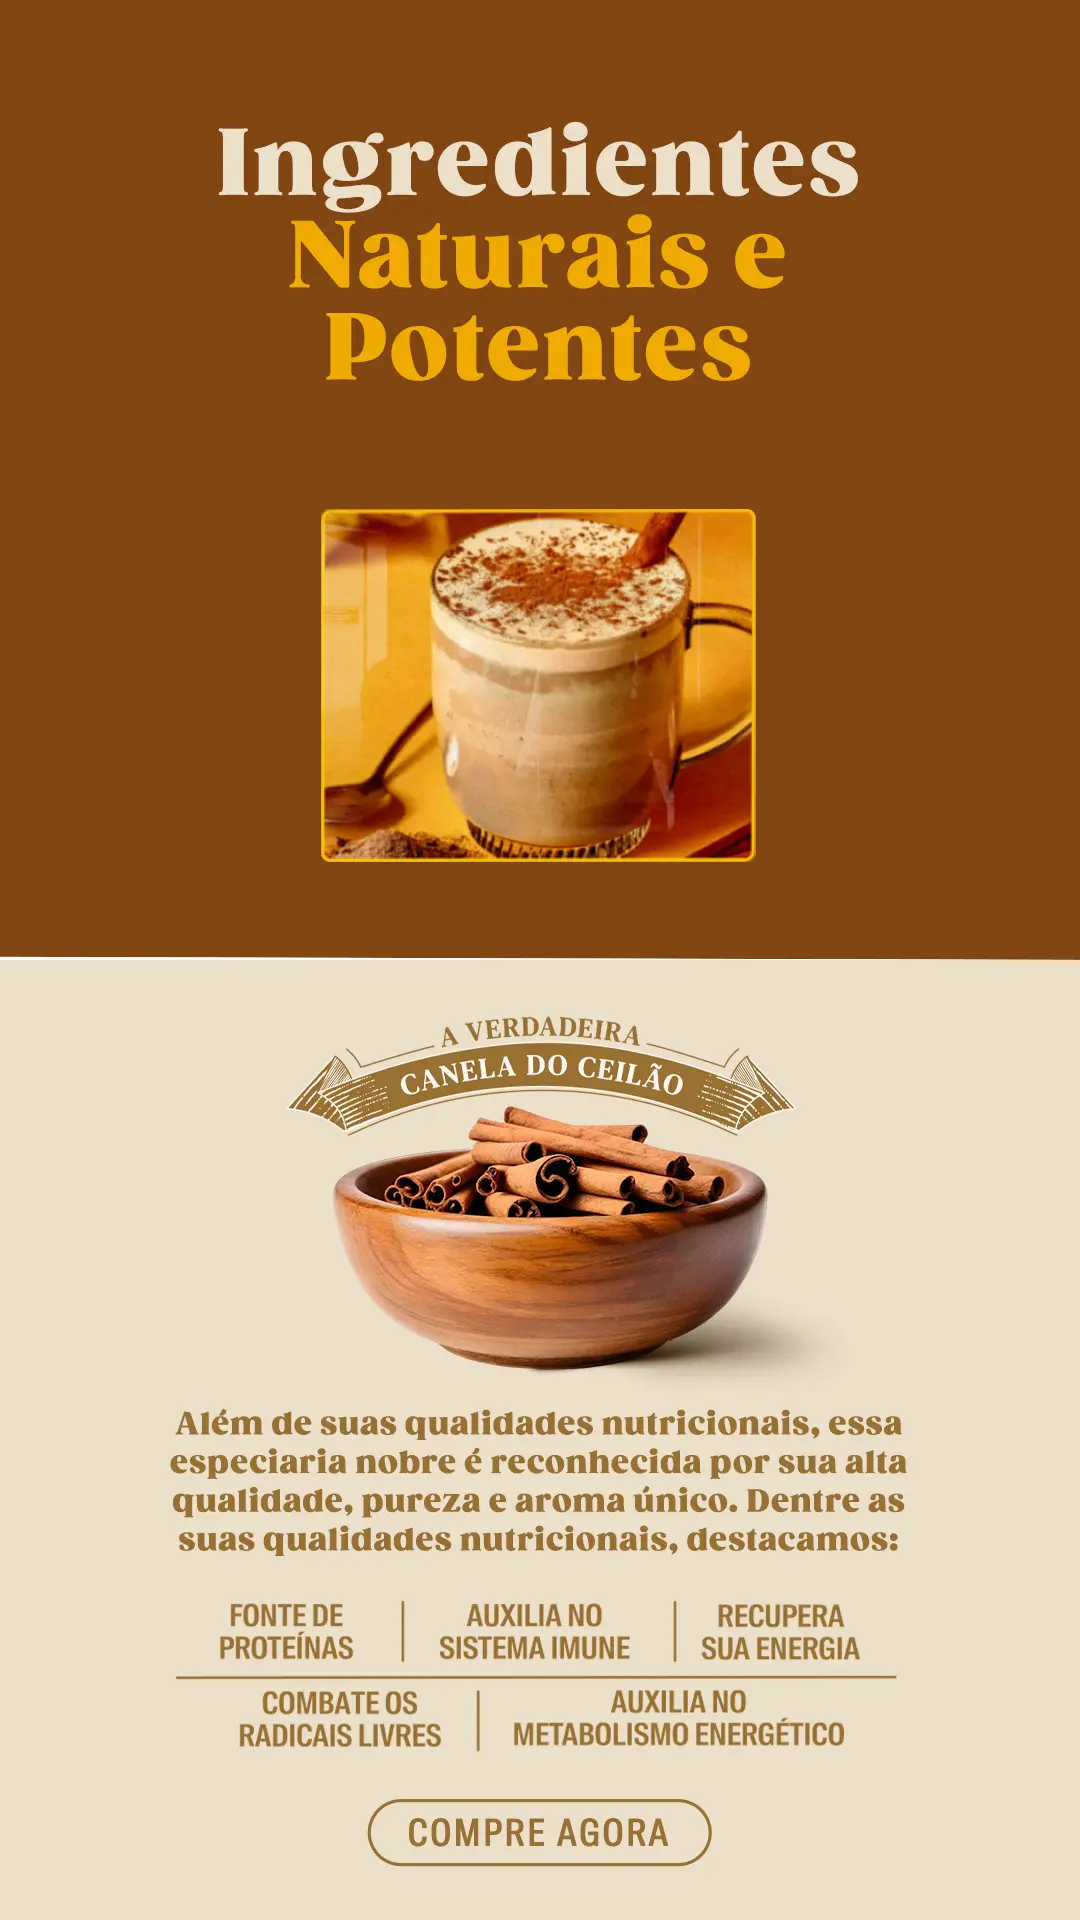 Ingredientes
Naturais e
Potentes
A VERDADEIRA
CANELA DO CEILÃO
Além de suas qualidades nutricionais, essa
especiaria nobre é reconhecida por sua alta
qualidade, pureza e aroma único. Dentre as
suas qualidades nutricionais, destacamos:
FONTE DE
PROTEÍNAS
AUXILIA NO
SISTEMA IMUNE
RECUPERA
SUA ENERGIA
COMBATE OS
RADICAIS LIVRES
AUXILIA NO
METABOLISMO ENERGÉTICO
COMPRE AGORA